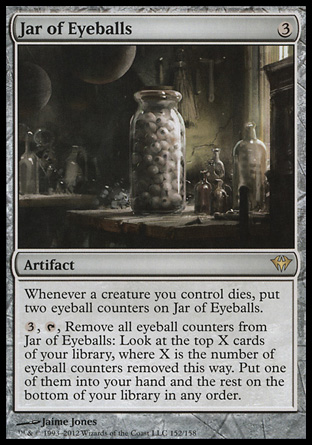 Jar of Eyeballs 3
Artifact
Whenever a creature you control dies, put
two eyeball counters on Jar of Eyeballs.
3, , Remove all eyeball counters from
Jar of Eyeballs: Look at the top X cards
of your library, where X is the number of
eyeball counters removed this way. Put one
of them into your hand and the rest on the
bottom of your library in any order.
Jaime Jones
™ & © 1993–2012 Wizards of the Coast LLC 152/158